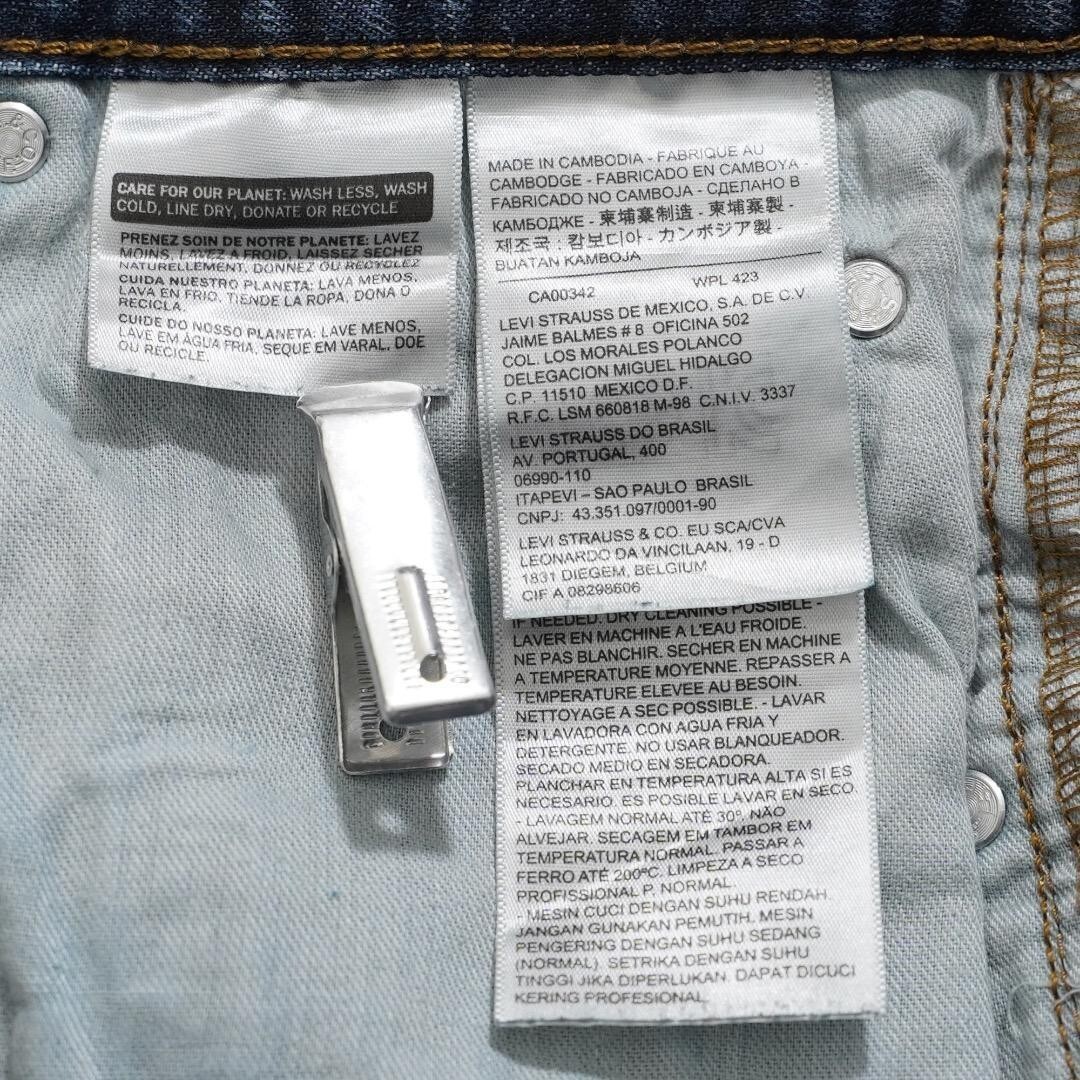 CARE FOR OUR PLANET: WASH LESS, WASH
COLD, LINE DRY, DONATE OR RECYCLE
PRENEZ SOIN DE NOTRE PLANETE: LAVEZ
MOINS, LAVEZ A FROID, LAISSEZ SECHER
NATURELLEMENT, DONNEZ OU RECYCLEZ
CUIDA NUESTRO PLANETA: LAVA MENOS,
LAVA EN FRIO, TIENDE LA ROPA, DONA O
RECICLA.
CUIDE DO NOSSO PLANETA: LAVE MENOS,
LAVE EM ÁGUA FRIA, SEQUE EM VARAL, DOE
OU RECICLE.
MADE IN CAMBODIA - FABRIQUE AU
CAMBODGE - FABRICADO EN CAMBOYA -
FABRICADO NO CAMBOJA - СДЕЛАНО В
КАМБОДЖЕ - 柬埔寨制造 - 柬埔寨製 -
제조국 : 캄보디아 - カンボジア製 -
BUATAN KAMBOJA
CA00342 WPL 423
LEVI STRAUSS DE MEXICO, S.A. DE C.V
JAIME BALMES # 8 OFICINA 502
COL. LOS MORALES POLANCO
DELEGACION MIGUEL HIDALGO
C.P. 11510 MEXICO D.F.
R.F.C. LSM 660818 M-98 C.N.I.V. 3337
LEVI STRAUSS DO BRASIL
AV. PORTUGAL, 400
06990-110
ITAPEVI – SAO PAULO BRASIL
CNPJ: 43.351.097/0001-90
LEVI STRAUSS & CO. EU SCA/CVA
LEONARDO DA VINCILAAN, 19 - D
1831 DIEGEM, BELGIUM
CIF A 08298606
IF NEEDED. DRY CLEANING POSSIBLE -
LAVER EN MACHINE A L'EAU FROIDE.
NE PAS BLANCHIR. SECHER EN MACHINE
A TEMPERATURE MOYENNE. REPASSER A
TEMPERATURE ELEVEE AU BESOIN.
NETTOYAGE A SEC POSSIBLE. - LAVAR
EN LAVADORA CON AGUA FRIA Y
DETERGENTE. NO USAR BLANQUEADOR.
SECADO MEDIO EN SECADORA.
PLANCHAR EN TEMPERATURA ALTA SI ES
NECESARIO. ES POSIBLE LAVAR EN SECO
- LAVAGEM NORMAL ATÉ 30º. NÃO
ALVEJAR. SECAGEM EM TAMBOR EM
TEMPERATURA NORMAL. PASSAR A
FERRO ATÉ 200ºC. LIMPEZA A SECO
PROFISSIONAL P. NORMAL.
- MESIN CUCI DENGAN SUHU RENDAH.
JANGAN GUNAKAN PEMUTIH. MESIN
PENGERING DENGAN SUHU SEDANG
(NORMAL). SETRIKA DENGAN SUHU
TINGGI JIKA DIPERLUKAN. DAPAT DICUCI
KERING PROFESIONAL.